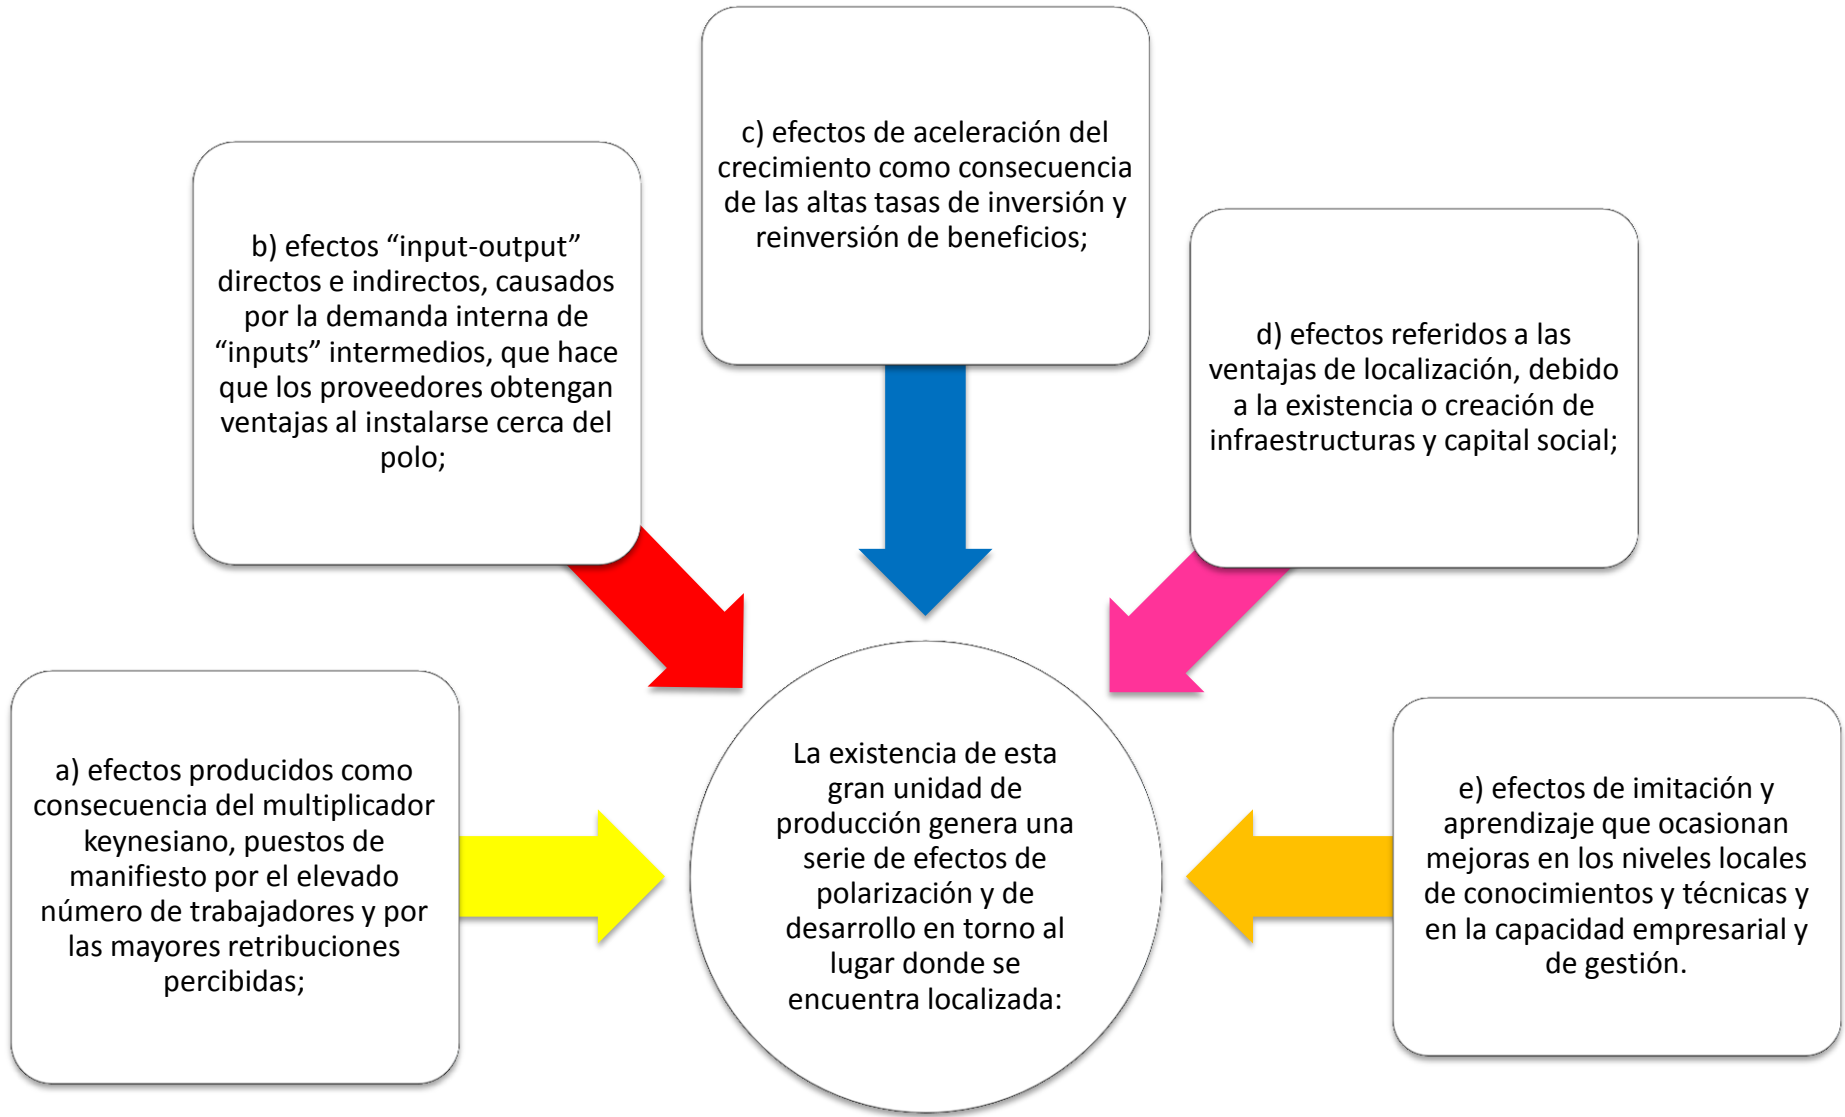 a) efectos producidos como
consecuencia del multiplicador
keynesiano, puestos de
manifiesto por el elevado
número de trabajadores y por
las mayores retribuciones
percibidas;
b) efectos “input-output”
directos e indirectos, causados
por la demanda interna de
“inputs” intermedios, que hace
que los proveedores obtengan
ventajas al instalarse cerca del
polo;
c) efectos de aceleración del
crecimiento como consecuencia
de las altas tasas de inversión y
reinversión de beneficios;
d) efectos referidos a las
ventajas de localización, debido
a la existencia o creación de
infraestructuras y capital social;
e) efectos de imitación y
aprendizaje que ocasionan
mejoras en los niveles locales
de conocimientos y técnicas y
en la capacidad empresarial y
de gestión.
La existencia de esta
gran unidad de
producción genera una
serie de efectos de
polarización y de
desarrollo en torno al
lugar donde se
encuentra localizada: